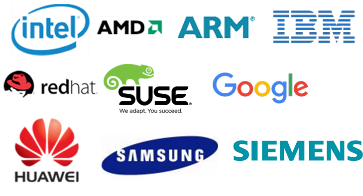 intel AMD ARM® IBM
redhat. SUSE. Google
We adapt. You succeed.
HUAWEI SAMSUNG SIEMENS